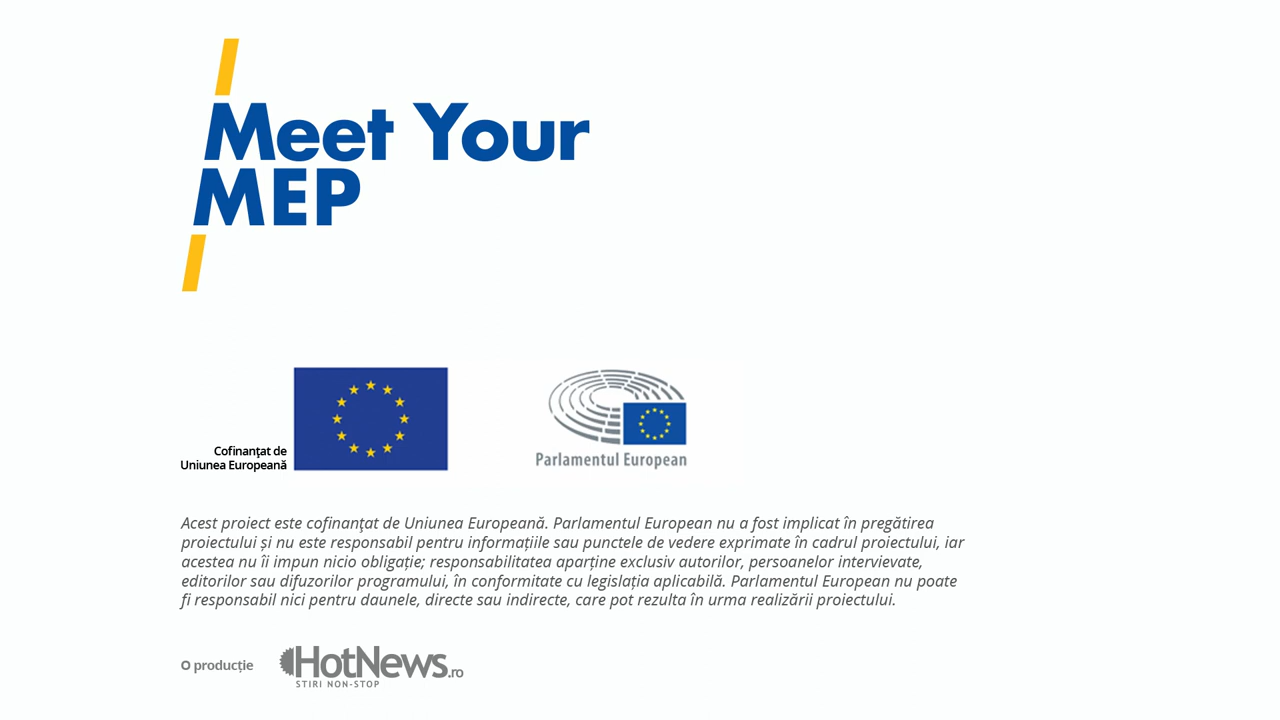 Meet Your
MEP
Cofinanţat de
Uniunea Europeană
Parlamentul European
Acest proiect este cofinanţat de Uniunea Europeană. Parlamentul European nu a fost implicat în pregătirea
proiectului și nu este responsabil pentru informațiile sau punctele de vedere exprimate în cadrul proiectului, iar
acestea nu îi impun nicio obligație; responsabilitatea aparține exclusiv autorilor, persoanelor intervievate,
editorilor sau difuzorilor programului, în conformitate cu legislația aplicabilă. Parlamentul European nu poate
fi responsabil nici pentru daunele, directe sau indirecte, care pot rezulta în urma realizării proiectului.
O producție
HotNews.ro
STIRI NON-STOP